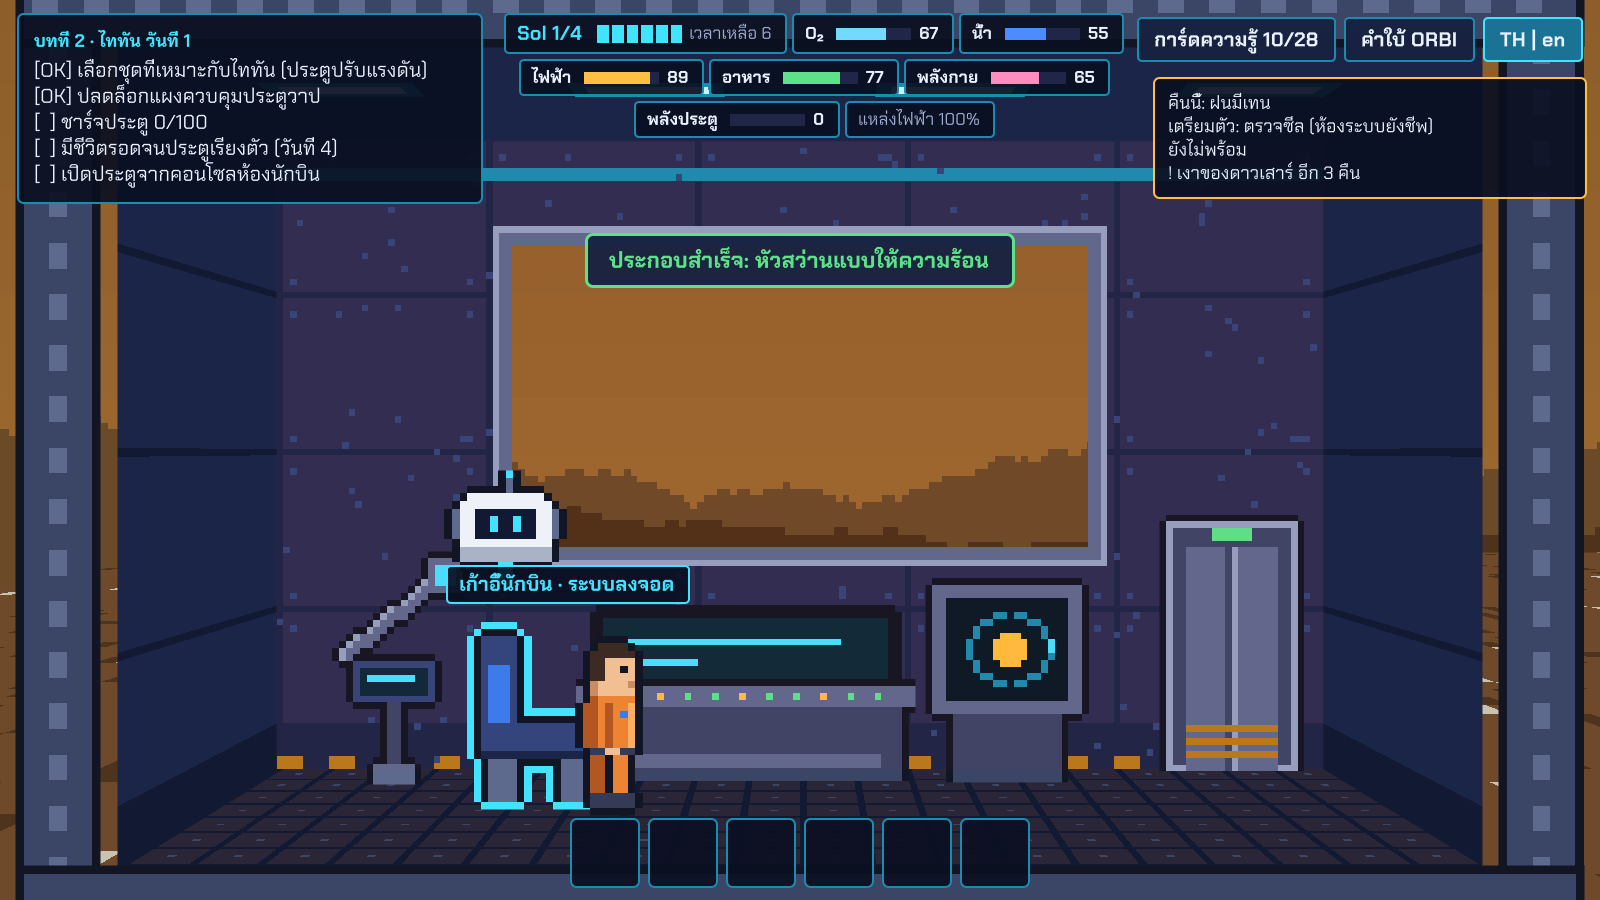 บทที่ 2 · ไททัน วันที่ 1
[OK] เลือกชุดที่เหมาะกับไททัน (ประตูปรับแรงดัน)
[OK] ปลดล็อกแผงควบคุมประตูวาป
[ ] ชาร์จประตู 0/100
[ ] มีชีวิตรอดจนประตูเรียงตัว (วันที่ 4)
[ ] เปิดประตูจากคอนโซลห้องนักบิน
Sol 1/4 เวลาเหลือ 6
O₂ 67
น้ำ 55
ไฟฟ้า 89
อาหาร 77
พลังกาย 65
พลังประตู 0
แหล่งไฟฟ้า 100%
การ์ดความรู้ 10/28
คำใบ้ ORBI
TH | en
คืนนี้: ฝนมีเทน
เตรียมตัว: ตรวจซีล (ห้องระบบยังชีพ)
ยังไม่พร้อม
! เงาของดาวเสาร์ อีก 3 คืน
ประกอบสำเร็จ: หัวสว่านแบบให้ความร้อน
เก้าอี้นักบิน · ระบบลงจอด